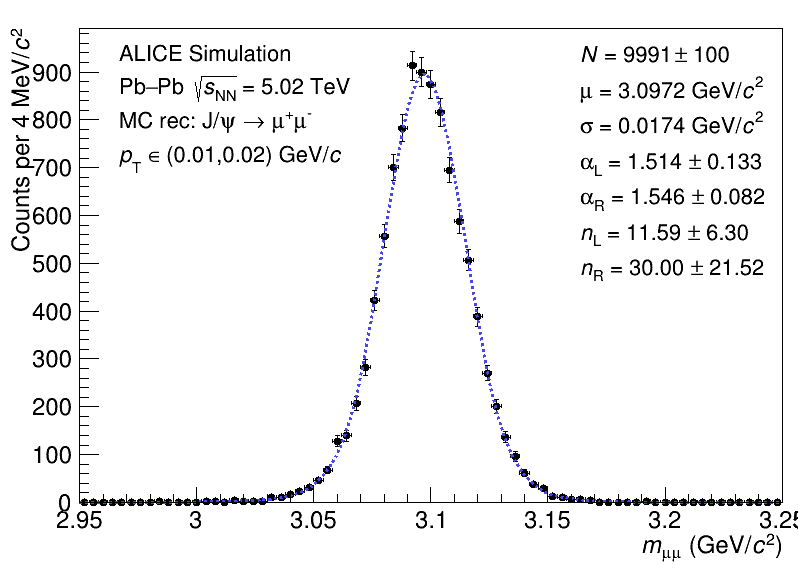 ALICE Simulation
Pb–Pb √s_NN = 5.02 TeV
MC rec: J/ψ → μ⁺μ⁻
p_T ∈ (0.01,0.02) GeV/c
N = 9991 ± 100
μ = 3.0972 GeV/c²
σ = 0.0174 GeV/c²
α_L = 1.514 ± 0.133
α_R = 1.546 ± 0.082
n_L = 11.59 ± 6.30
n_R = 30.00 ± 21.52
Counts per 4 MeV/c²
900
800
700
600
500
400
300
200
100
0
2.95 3 3.05 3.1 3.15 3.2 3.25
m_μμ (GeV/c²)